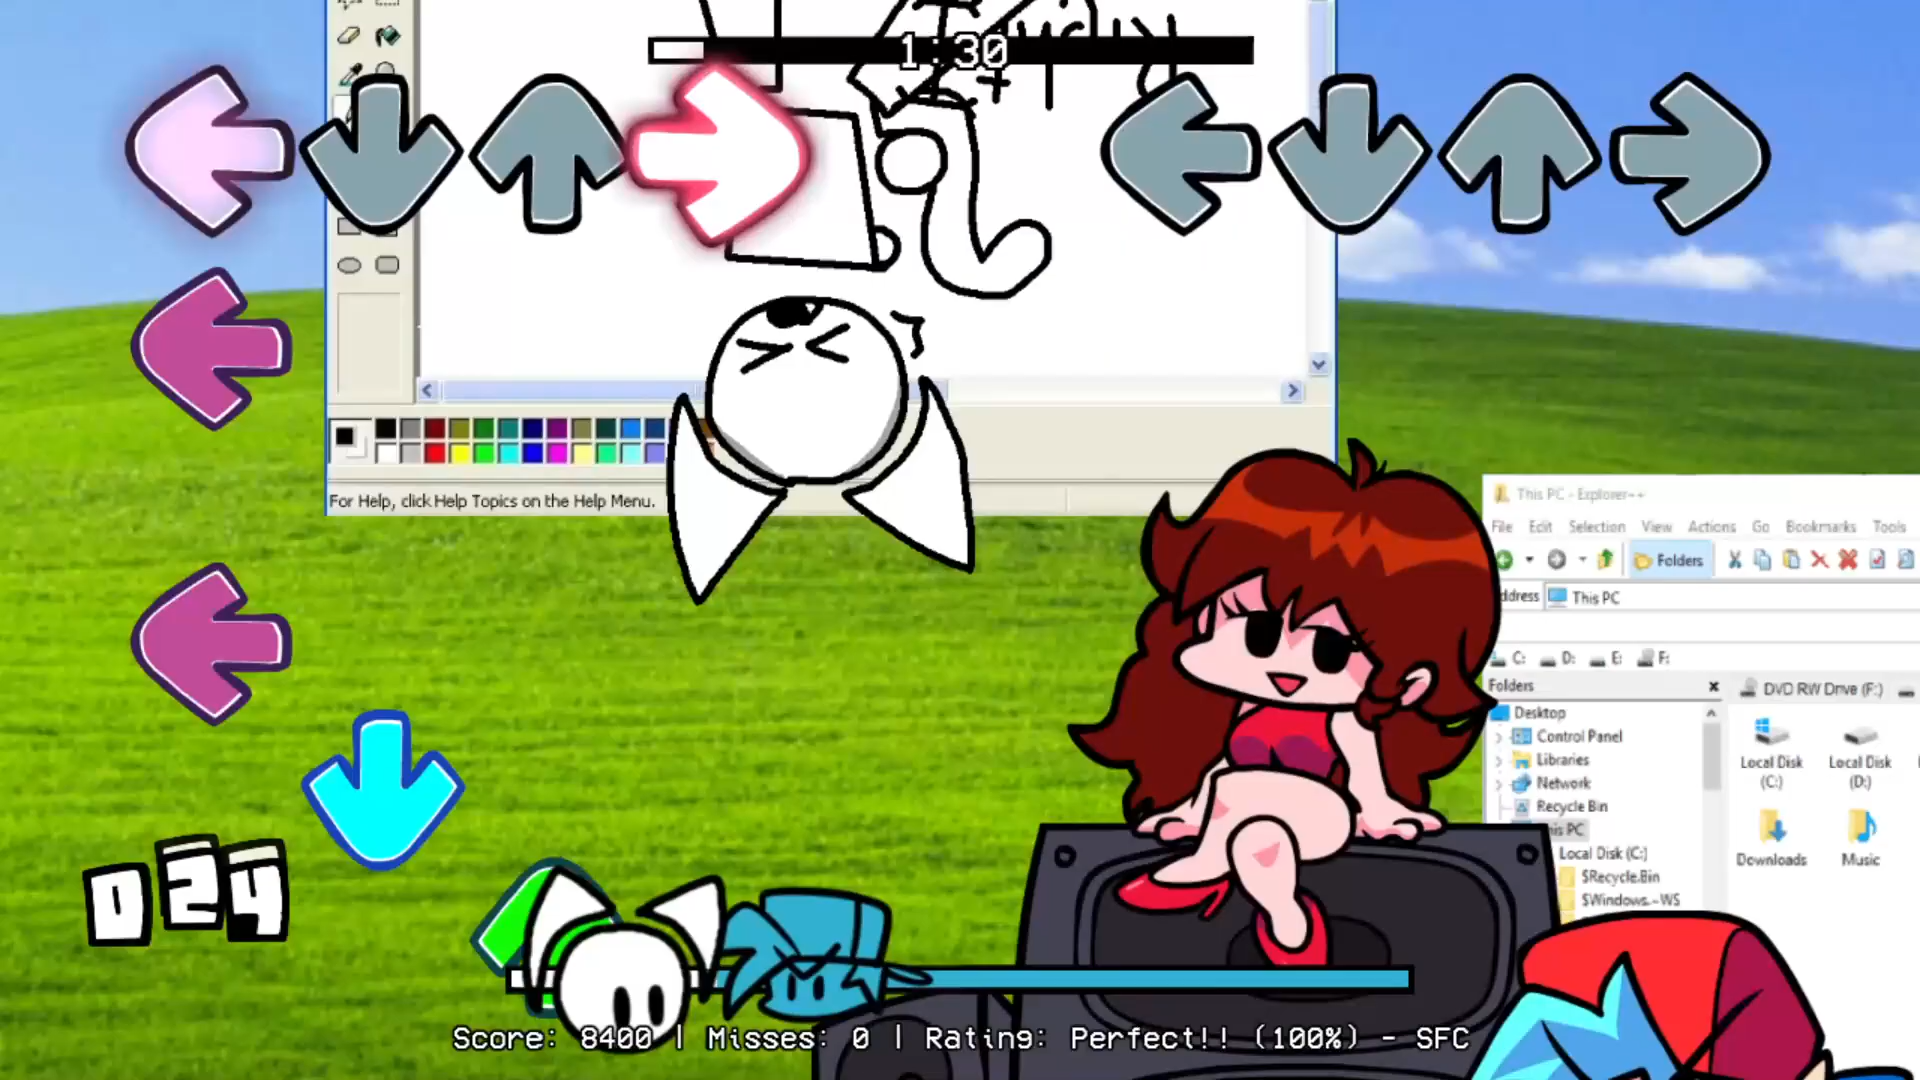 1:30
For Help, click Help Topics on the Help Menu.
This PC - Explorer++
File Edit Selection View Actions Go Bookmarks Tools
Folders
ddress This PC
C: D: E: F:
Folders x
DVD RW Drive (F:)
Desktop
Control Panel
Libraries
Network
Recycle Bin
his PC
Local Disk (C:)
$Recycle.Bin
$Windows.~WS
Local Disk (C:)
Local Disk (D:)
Downloads
Music
024
Score: 8400 | Misses: 0 | Rating: Perfect!! (100%) - SFC